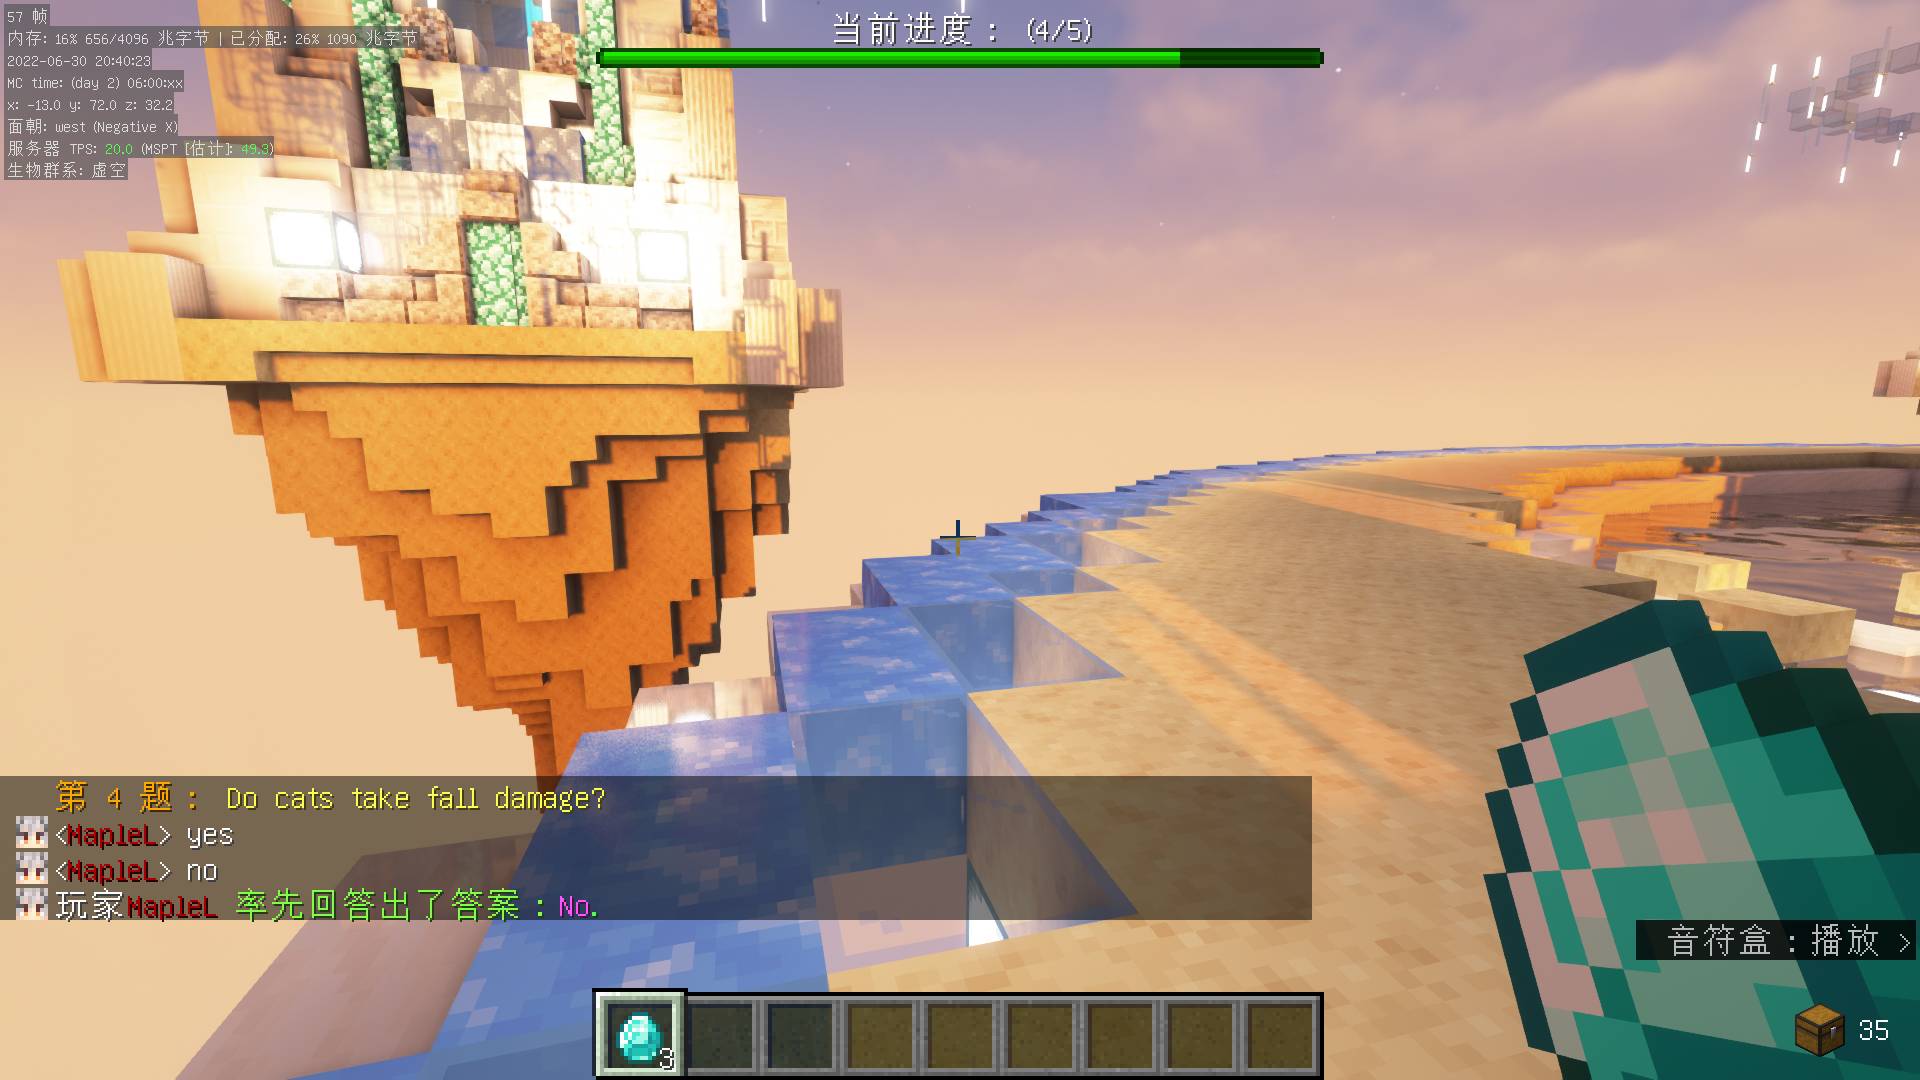 57 帧
内存: 16% 656/4096 兆字节 | 已分配: 26% 1090 兆字节
2022-06-30 20:40:23
MC time: (day 2) 06:00:xx
x: -13.0 y: 72.0 z: 32.2
面朝: west (Negative X)
服务器 TPS: 20.0 (MSPT [估计]: 49.3)
生物群系: 虚空
当前进度： (4/5)
第 4 题： Do cats take fall damage?
<MapleL> yes
<MapleL> no
玩家MapleL 率先回答出了答案：No.
音符盒：播放 >
3
35